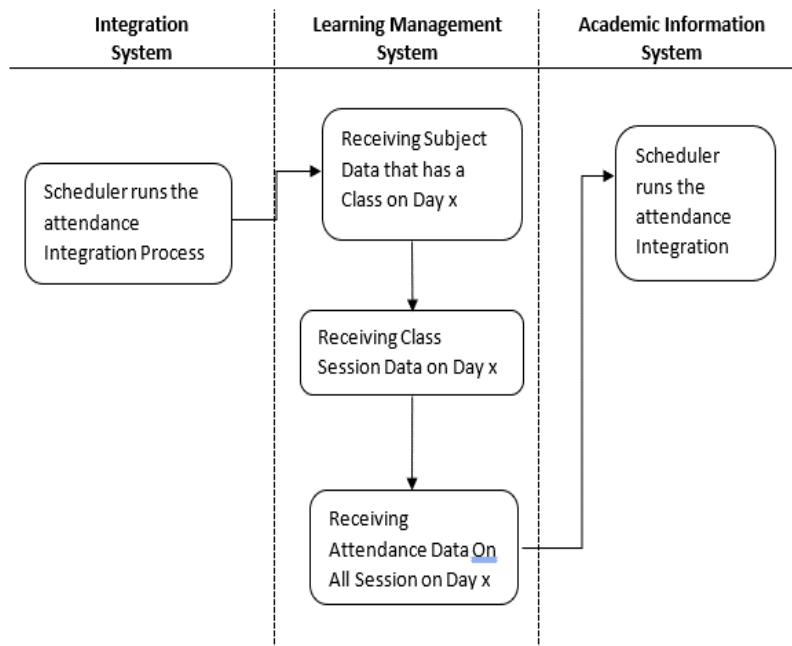 Integration
System
Learning Management
System
Academic Information
System
Scheduler runs the
attendance
Integration Process
Receiving Subject
Data that has a
Class on Day x
Receiving Class
Session Data on Day x
Receiving
Attendance Data On
All Session on Day x
Scheduler
runs the
attendance
Integration